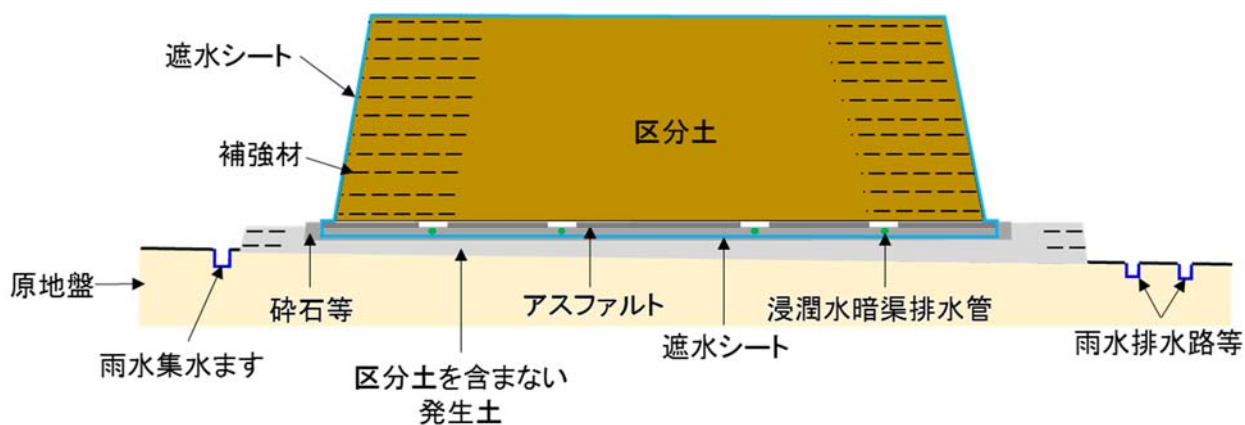 遮水シート
補強材
区分土
原地盤
砕石等
アスファルト
浸潤水暗渠排水管
雨水集水ます
遮水シート
雨水排水路等
区分土を含まない
発生土